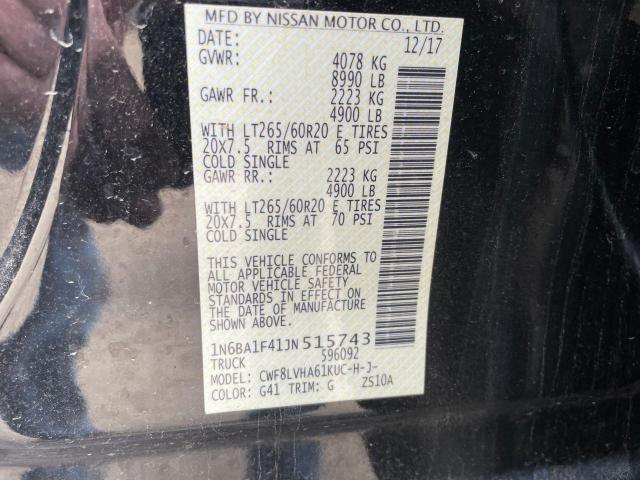 MFD BY NISSAN MOTOR CO., LTD.
DATE: 12/17
GVWR: 4078 KG
8990 LB
GAWR FR.: 2223 KG
4900 LB
WITH LT265/60R20 E TIRES
20X7.5 RIMS AT 65 PSI
COLD SINGLE
GAWR RR.: 2223 KG
4900 LB
WITH LT265/60R20 E TIRES
20X7.5 RIMS AT 70 PSI
COLD SINGLE
THIS VEHICLE CONFORMS TO
ALL APPLICABLE FEDERAL
MOTOR VEHICLE SAFETY
STANDARDS IN EFFECT ON
THE DATE OF MANUFACTURE
SHOWN ABOVE.
1N6BA1F41JN515743
TRUCK 596092
MODEL: CWF8LVHA61KUC-H-J-
COLOR: G41 TRIM: G ZS10A